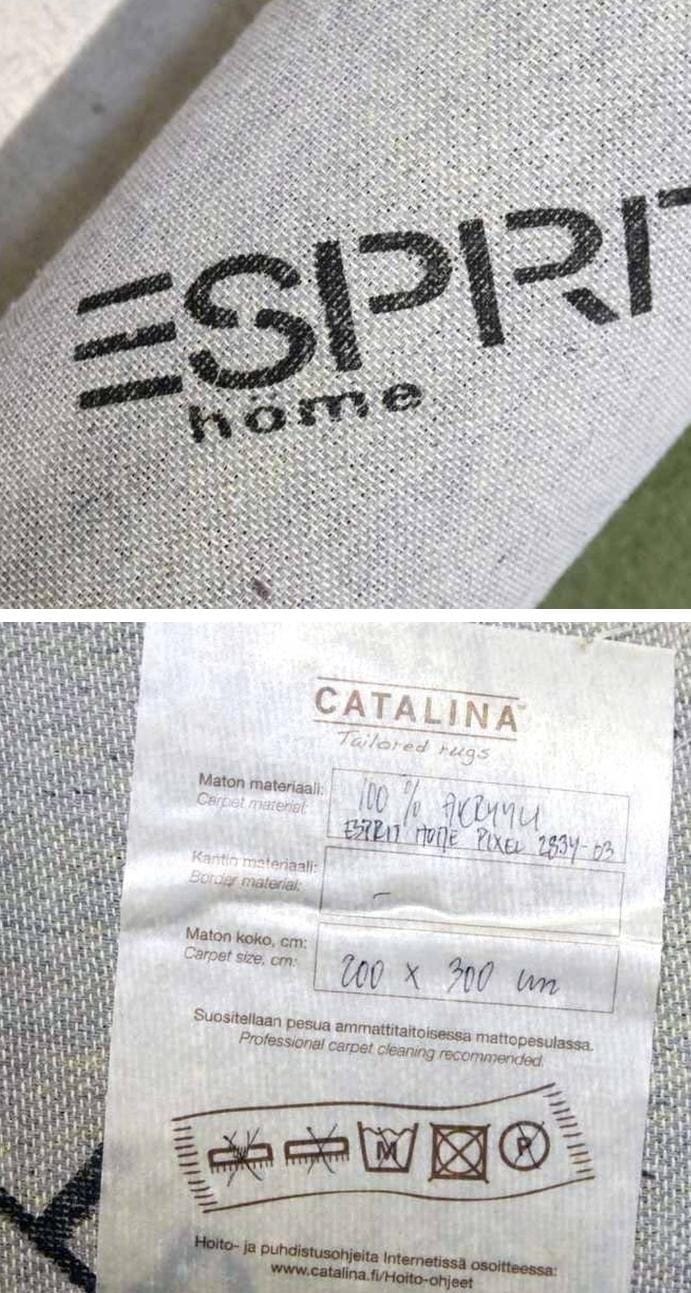 ESPRIT
höme
CATALINA™
Tailored rugs
Maton materiaali: 100 % AKRYYLI
Carpet material: ESPRIT HOME PIXEL 2834-03
Kantin materiaali: –
Border material:
Maton koko, cm: 200 x 300 cm
Carpet size, cm:
Suositellaan pesua ammattitaitoisessa mattopesulassa.
Professional carpet cleaning recommended.
M P
Hoito- ja puhdistusohjeita Internetissä osoitteessa:
www.catalina.fi/Hoito-ohjeet